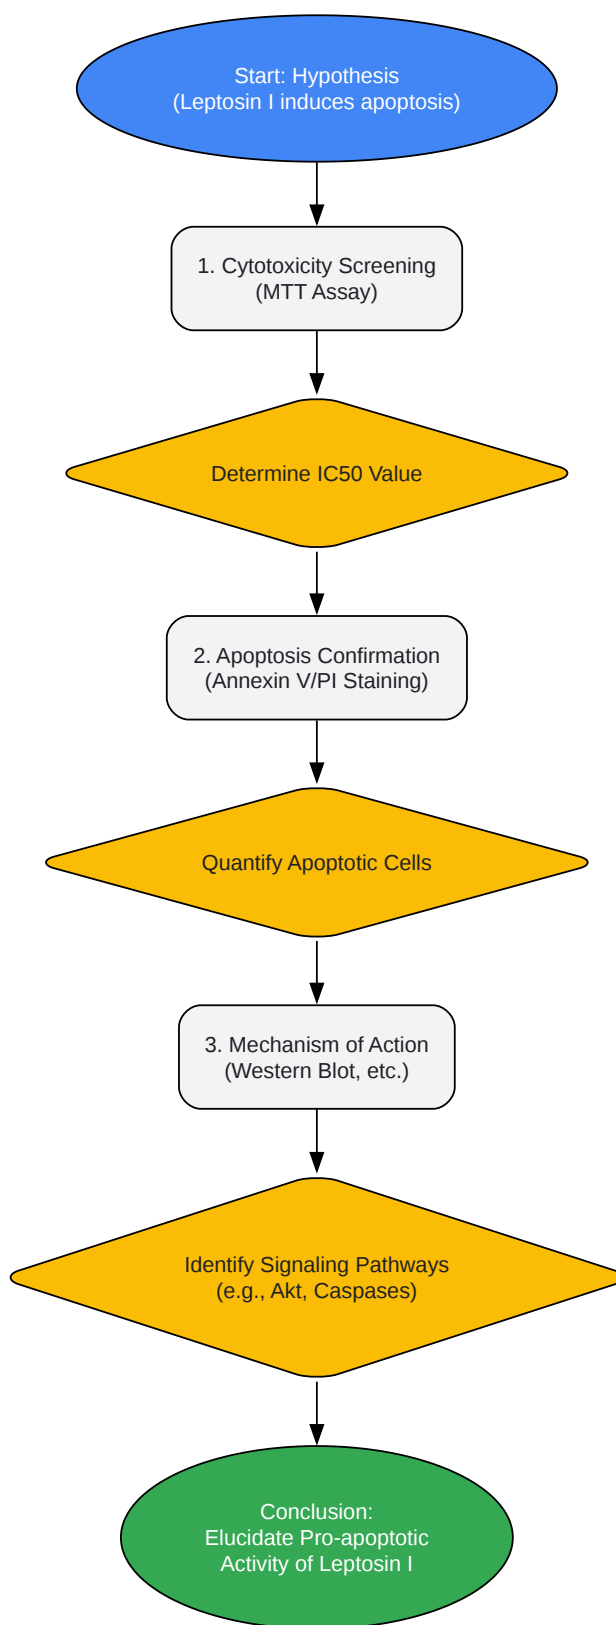 Start: Hypothesis
(Leptosin I induces apoptosis)
1. Cytotoxicity Screening
(MTT Assay)
Determine IC50 Value
2. Apoptosis Confirmation
(Annexin V/PI Staining)
Quantify Apoptotic Cells
3. Mechanism of Action
(Western Blot, etc.)
Identify Signaling Pathways
(e.g., Akt, Caspases)
Conclusion:
Elucidate Pro-apoptotic
Activity of Leptosin I